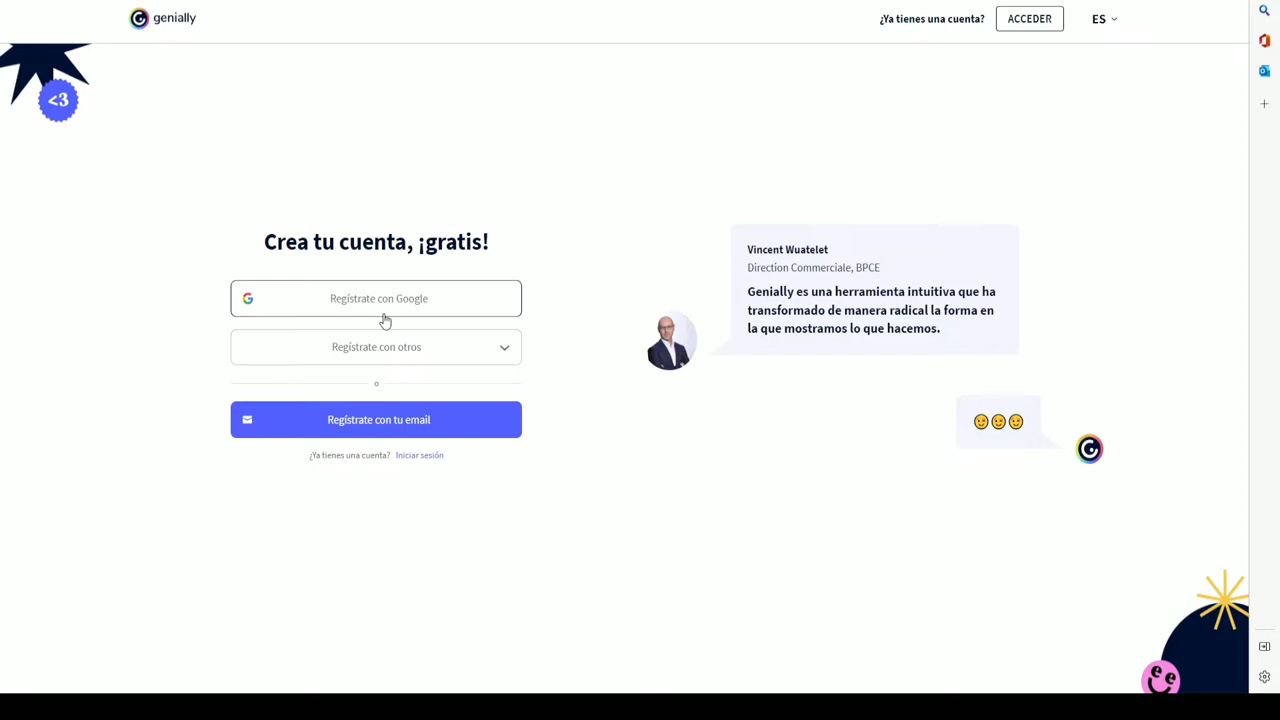 genially
¿Ya tienes una cuenta?
ACCEDER
ES
<3
Crea tu cuenta, ¡gratis!
Regístrate con Google
Regístrate con otros
o
Regístrate con tu email
¿Ya tienes una cuenta? Iniciar sesión
Vincent Wuatelet
Direction Commerciale, BPCE
Genially es una herramienta intuitiva que ha
transformado de manera radical la forma en
la que mostramos lo que hacemos.